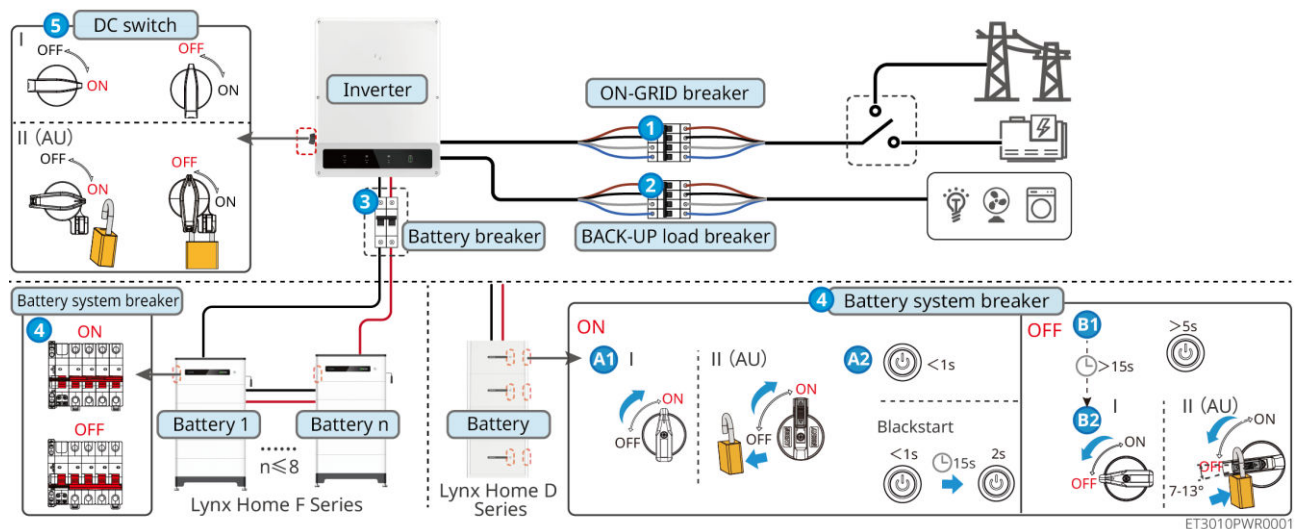 5 DC switch
I
OFF
ON
OFF
ON
II (AU)
OFF
ON
OFF
ON
Inverter
ON-GRID breaker
1
2
BACK-UP load breaker
3
Battery breaker
Battery system breaker
4
ON
OFF
Battery 1
Battery n
n≤8
Lynx Home F Series
Battery
Lynx Home D
Series
4 Battery system breaker
ON
A1 I
ON
OFF
II (AU)
ON
OFF
A2
<1s
Blackstart
<1s
15s
2s
OFF
B1
>5s
>15s
B2
I
ON
OFF
II (AU)
ON
OFF
7-13°
ET3010PWR0001